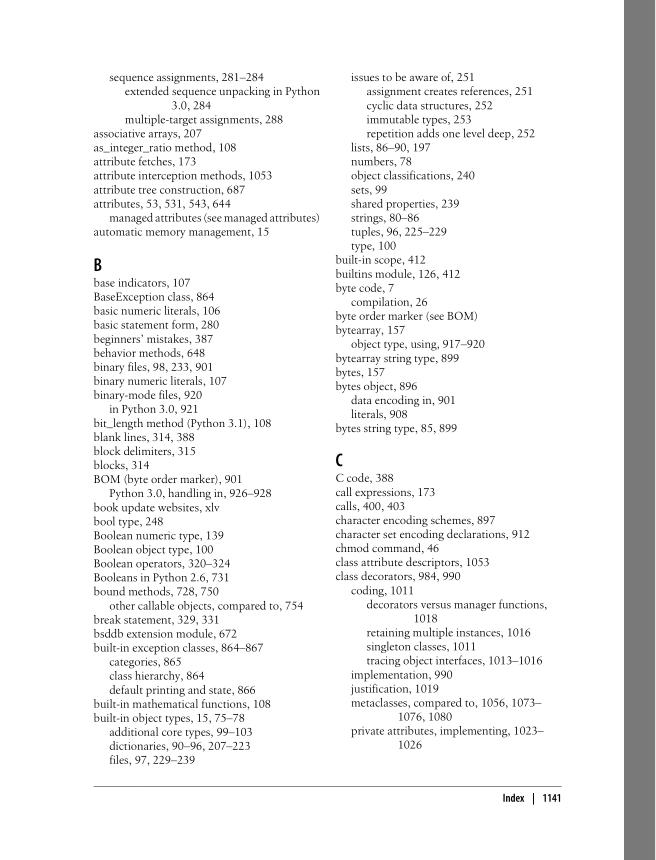 sequence assignments, 281–284
extended sequence unpacking in Python
3.0, 284
multiple-target assignments, 288
associative arrays, 207
as_integer_ratio method, 108
attribute fetches, 173
attribute interception methods, 1053
attribute tree construction, 687
attributes, 53, 531, 543, 644
managed attributes (see managed attributes)
automatic memory management, 15
B
base indicators, 107
BaseException class, 864
basic numeric literals, 106
basic statement form, 280
beginners’ mistakes, 387
behavior methods, 648
binary files, 98, 233, 901
binary numeric literals, 107
binary-mode files, 920
in Python 3.0, 921
bit_length method (Python 3.1), 108
blank lines, 314, 388
block delimiters, 315
blocks, 314
BOM (byte order marker), 901
Python 3.0, handling in, 926–928
book update websites, xlv
bool type, 248
Boolean numeric type, 139
Boolean object type, 100
Boolean operators, 320–324
Booleans in Python 2.6, 731
bound methods, 728, 750
other callable objects, compared to, 754
break statement, 329, 331
bsddb extension module, 672
built-in exception classes, 864–867
categories, 865
class hierarchy, 864
default printing and state, 866
built-in mathematical functions, 108
built-in object types, 15, 75–78
additional core types, 99–103
dictionaries, 90–96, 207–223
files, 97, 229–239
issues to be aware of, 251
assignment creates references, 251
cyclic data structures, 252
immutable types, 253
repetition adds one level deep, 252
lists, 86–90, 197
numbers, 78
object classifications, 240
sets, 99
shared properties, 239
strings, 80–86
tuples, 96, 225–229
type, 100
built-in scope, 412
builtins module, 126, 412
byte code, 7
compilation, 26
byte order marker (see BOM)
bytearray, 157
object type, using, 917–920
bytearray string type, 899
bytes, 157
bytes object, 896
data encoding in, 901
literals, 908
bytes string type, 85, 899
C
C code, 388
call expressions, 173
calls, 400, 403
character encoding schemes, 897
character set encoding declarations, 912
chmod command, 46
class attribute descriptors, 1053
class decorators, 984, 990
coding, 1011
decorators versus manager functions,
1018
retaining multiple instances, 1016
singleton classes, 1011
tracing object interfaces, 1013–1016
implementation, 990
justification, 1019
metaclasses, compared to, 1056, 1073–
1076, 1080
private attributes, implementing, 1023–
1026
Index | 1141